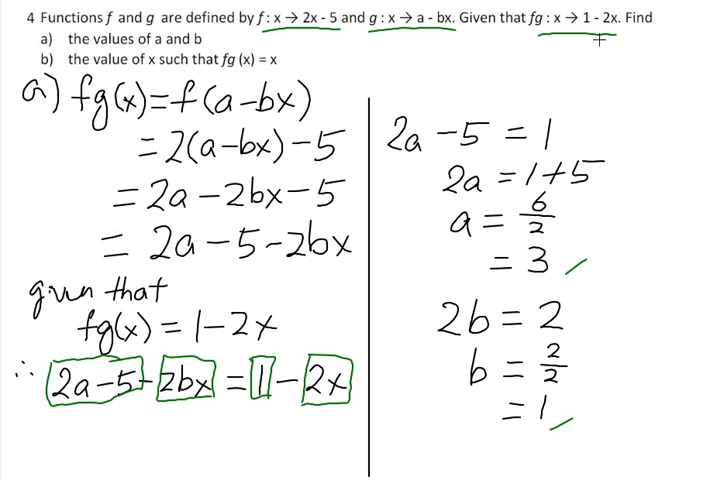 4 Functions f and g are defined by f : x → 2x - 5 and g : x → a - bx. Given that fg : x → 1 - 2x. Find
a) the values of a and b
b) the value of x such that fg (x) = x
a) fg(x) = f(a-bx)
= 2(a-bx) - 5
= 2a - 2bx - 5
= 2a - 5 - 2bx
given that
fg(x) = 1 - 2x
∴ 2a-5 - 2bx = 1 - 2x
2a - 5 = 1
2a = 1+5
a = 6/2
= 3
2b = 2
b = 2/2
= 1